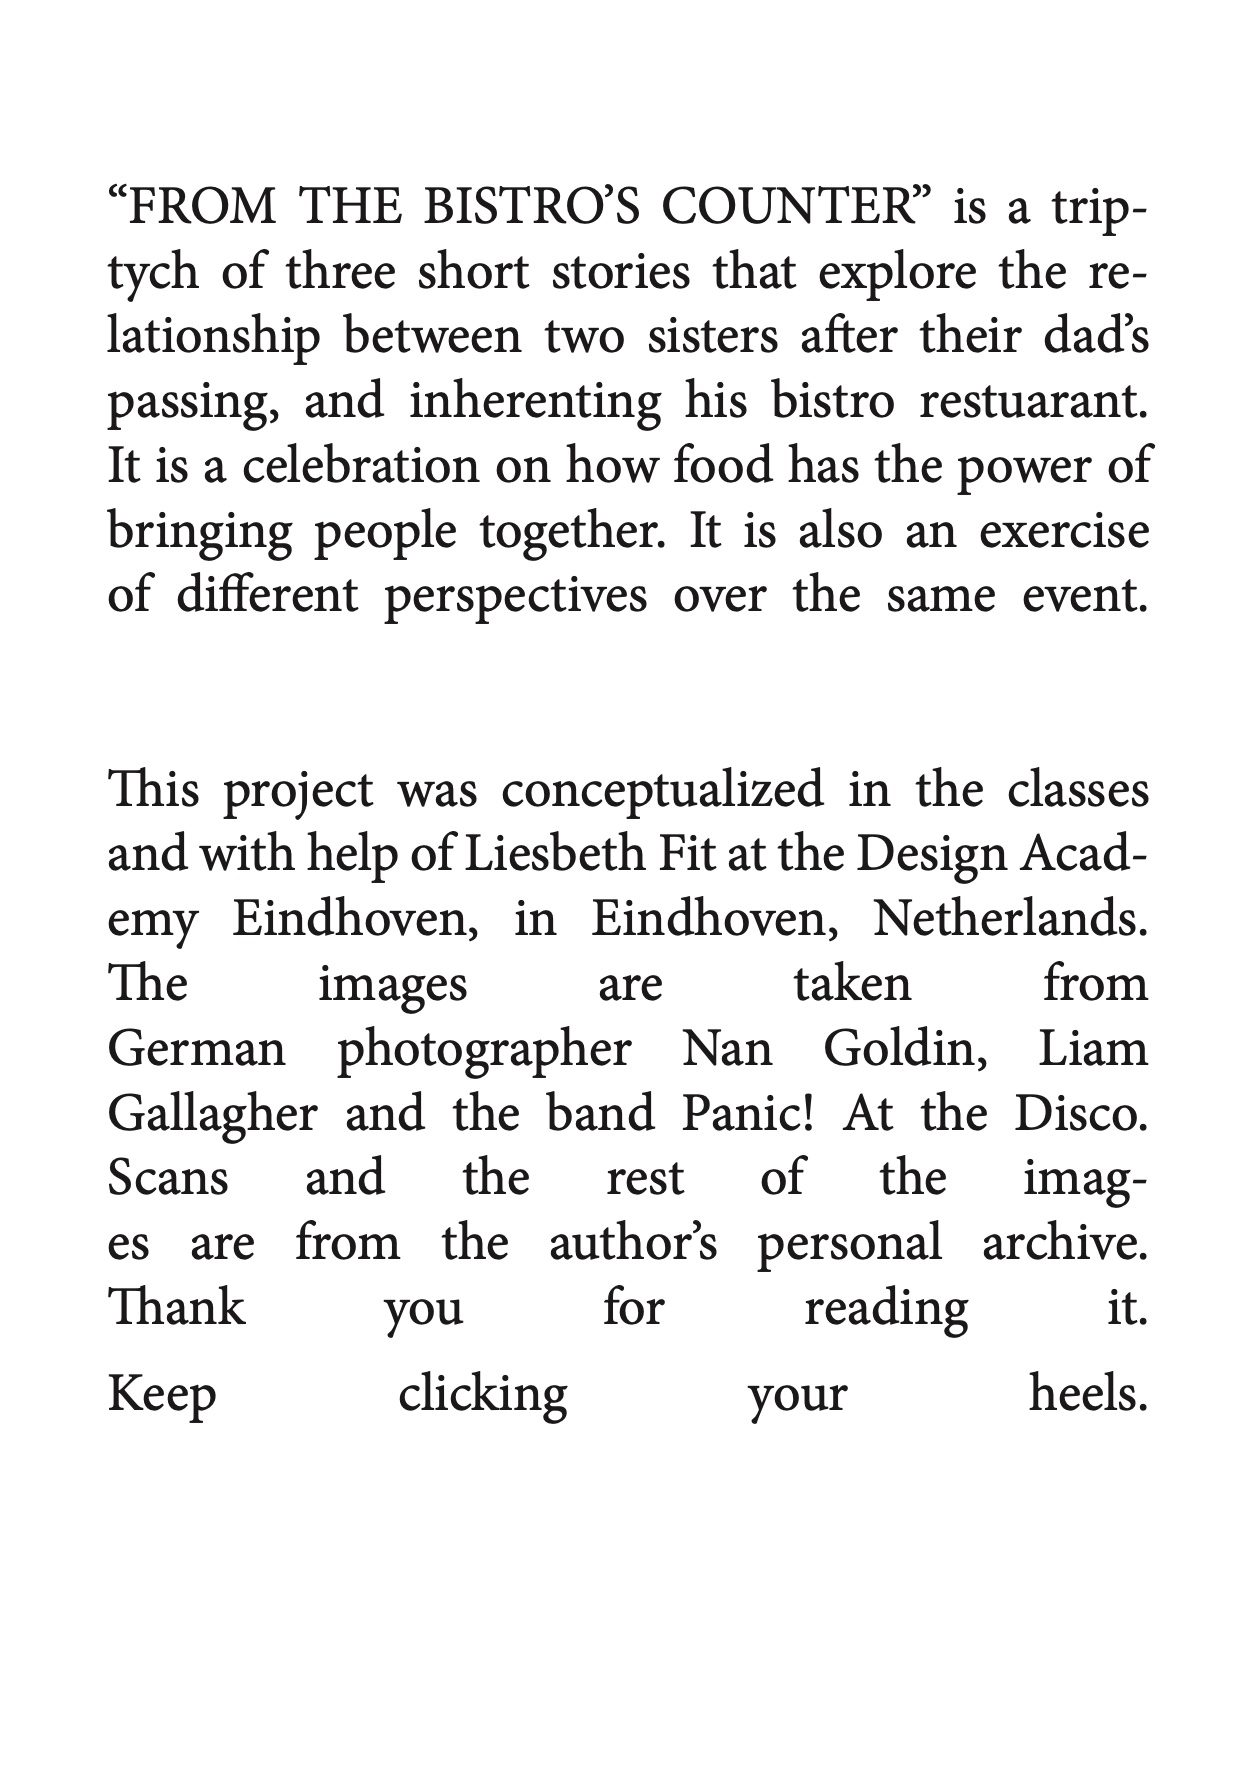 “FROM THE BISTRO’S COUNTER” is a trip-
tych of three short stories that explore the re-
lationship between two sisters after their dad’s
passing, and inherenting his bistro restuarant.
It is a celebration on how food has the power of
bringing people together. It is also an exercise
of different perspectives over the same event.
This project was conceptualized in the classes
and with help of Liesbeth Fit at the Design Acad-
emy Eindhoven, in Eindhoven, Netherlands.
The images are taken from
German photographer Nan Goldin, Liam
Gallagher and the band Panic! At the Disco.
Scans and the rest of the imag-
es are from the author’s personal archive.
Thank you for reading it.
Keep clicking your heels.